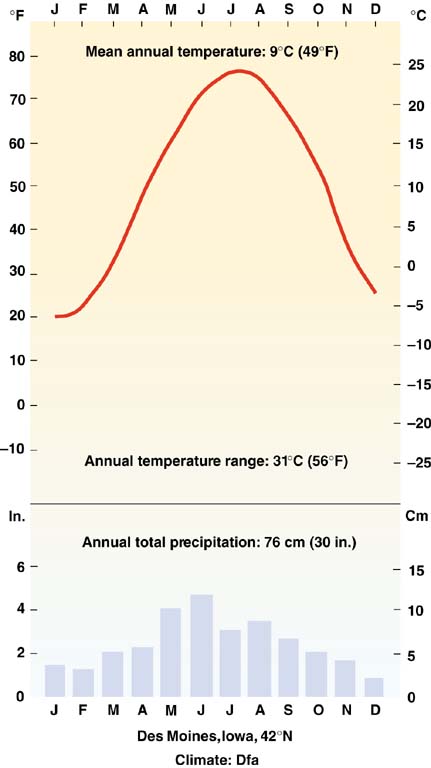 °F J F M A M J J A S O N D °C
Mean annual temperature: 9°C (49°F)
80 25
70 20
60 15
50 10
40 5
30 0
20 –5
10 –10
0 –15
–20
–10 –25
Annual temperature range: 31°C (56°F)
In. Cm
Annual total precipitation: 76 cm (30 in.)
6 15
4 10
2 5
0 0
J F M A M J J A S O N D
Des Moines,Iowa, 42°N
Climate: Dfa